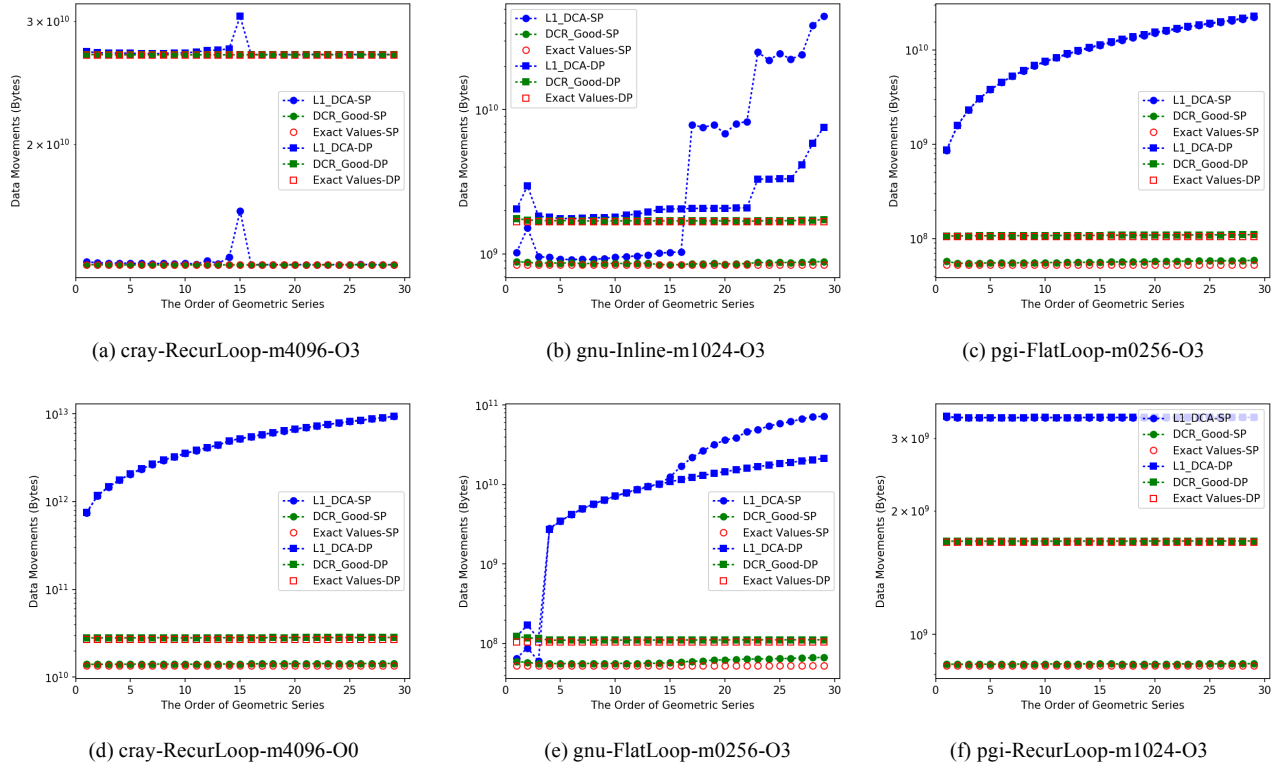 3 × 10^10
2 × 10^10
Data Movements (Bytes)
L1_DCA-SP
DCR_Good-SP
Exact Values-SP
L1_DCA-DP
DCR_Good-DP
Exact Values-DP
0 5 10 15 20 25 30
The Order of Geometric Series
(a) cray-RecurLoop-m4096-O3
10^10
10^9
Data Movements (Bytes)
L1_DCA-SP
DCR_Good-SP
Exact Values-SP
L1_DCA-DP
DCR_Good-DP
Exact Values-DP
0 5 10 15 20 25 30
The Order of Geometric Series
(b) gnu-Inline-m1024-O3
10^10
10^9
10^8
Data Movements (Bytes)
L1_DCA-SP
DCR_Good-SP
Exact Values-SP
L1_DCA-DP
DCR_Good-DP
Exact Values-DP
0 5 10 15 20 25 30
The Order of Geometric Series
(c) pgi-FlatLoop-m0256-O3
10^13
10^12
10^11
10^10
Data Movements (Bytes)
L1_DCA-SP
DCR_Good-SP
Exact Values-SP
L1_DCA-DP
DCR_Good-DP
Exact Values-DP
0 5 10 15 20 25 30
The Order of Geometric Series
(d) cray-RecurLoop-m4096-O0
10^11
10^10
10^9
10^8
Data Movements (Bytes)
L1_DCA-SP
DCR_Good-SP
Exact Values-SP
L1_DCA-DP
DCR_Good-DP
Exact Values-DP
0 5 10 15 20 25 30
The Order of Geometric Series
(e) gnu-FlatLoop-m0256-O3
3 × 10^9
2 × 10^9
10^9
Data Movements (Bytes)
L1_DCA-SP
DCR_Good-SP
Exact Values-SP
L1_DCA-DP
DCR_Good-DP
Exact Values-DP
0 5 10 15 20 25 30
The Order of Geometric Series
(f) pgi-RecurLoop-m1024-O3